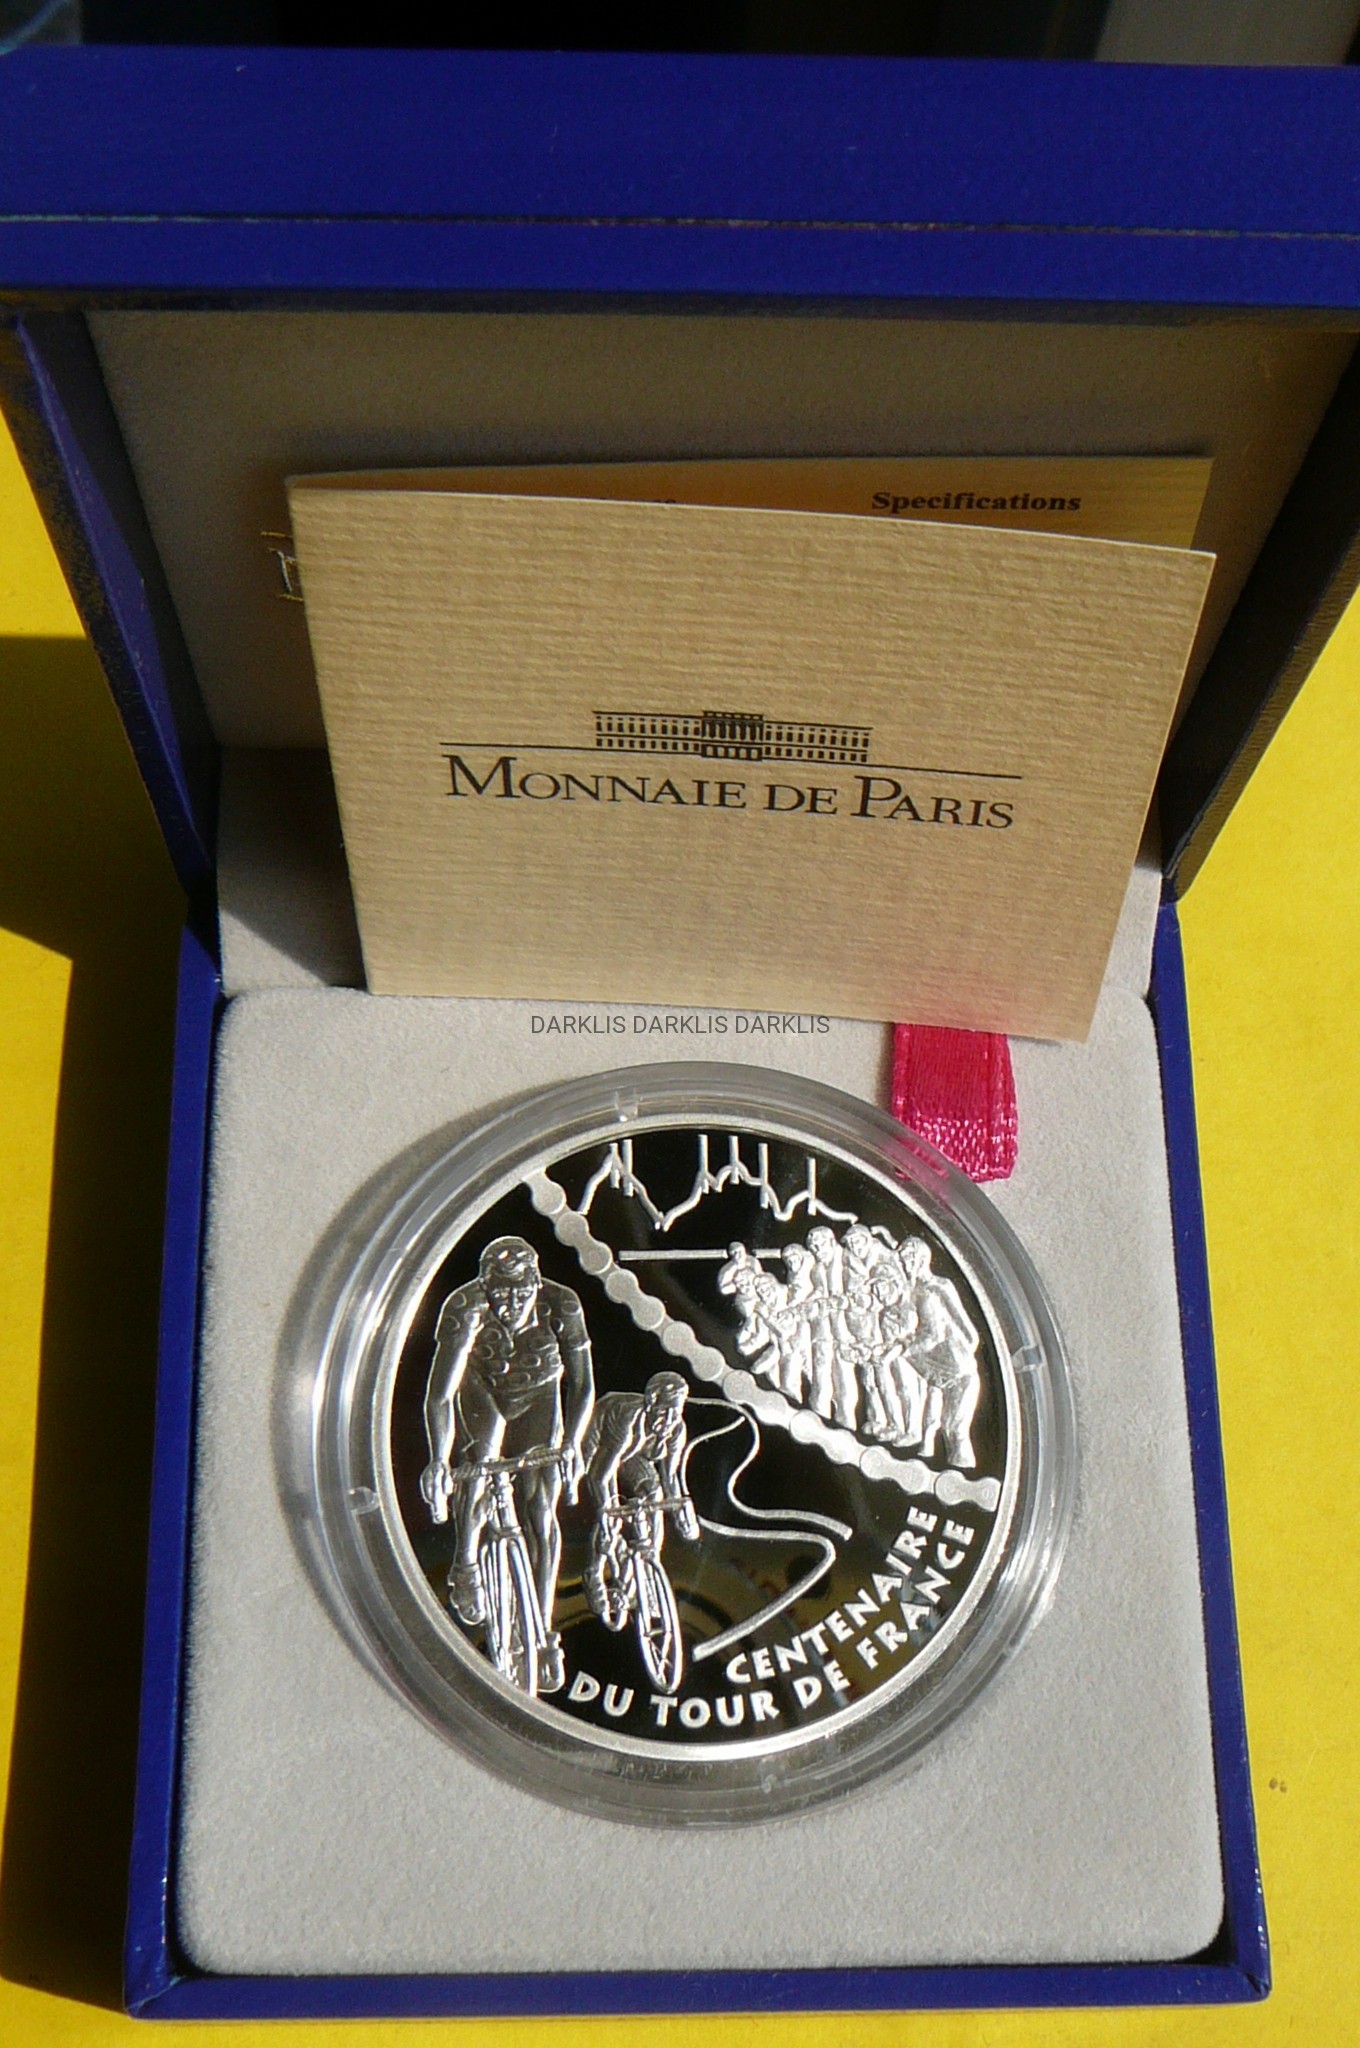 Specifications
MONNAIE DE PARIS
DARKLIS DARKLIS DARKLIS
CENTENAIRE
DU TOUR DE FRANCE